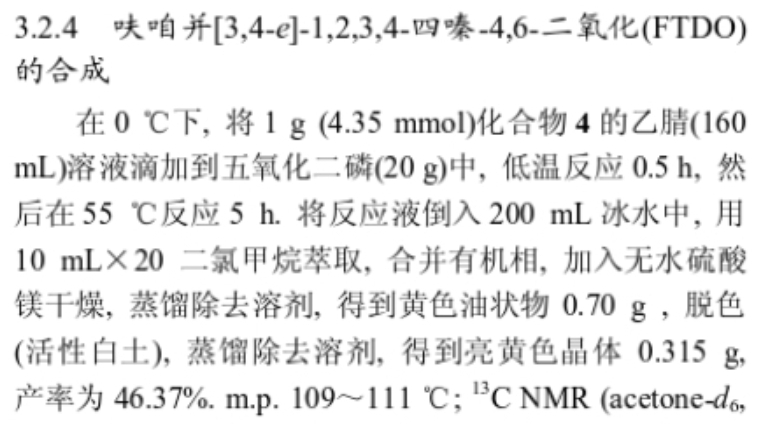 3.2.4 呋咱并[3,4-e]-1,2,3,4-四嗪-4,6-二氧化(FTDO)
的合成
在 0 ℃下, 将 1 g (4.35 mmol)化合物 4 的乙腈(160
mL)溶液滴加到五氧化二磷(20 g)中, 低温反应 0.5 h, 然
后在 55 ℃反应 5 h. 将反应液倒入 200 mL 冰水中, 用
10 mL×20 二氯甲烷萃取, 合并有机相, 加入无水硫酸
镁干燥, 蒸馏除去溶剂, 得到黄色油状物 0.70 g , 脱色
(活性白土), 蒸馏除去溶剂, 得到亮黄色晶体 0.315 g,
产率为 46.37%. m.p. 109～111 ℃; ¹³C NMR (acetone-d₆,